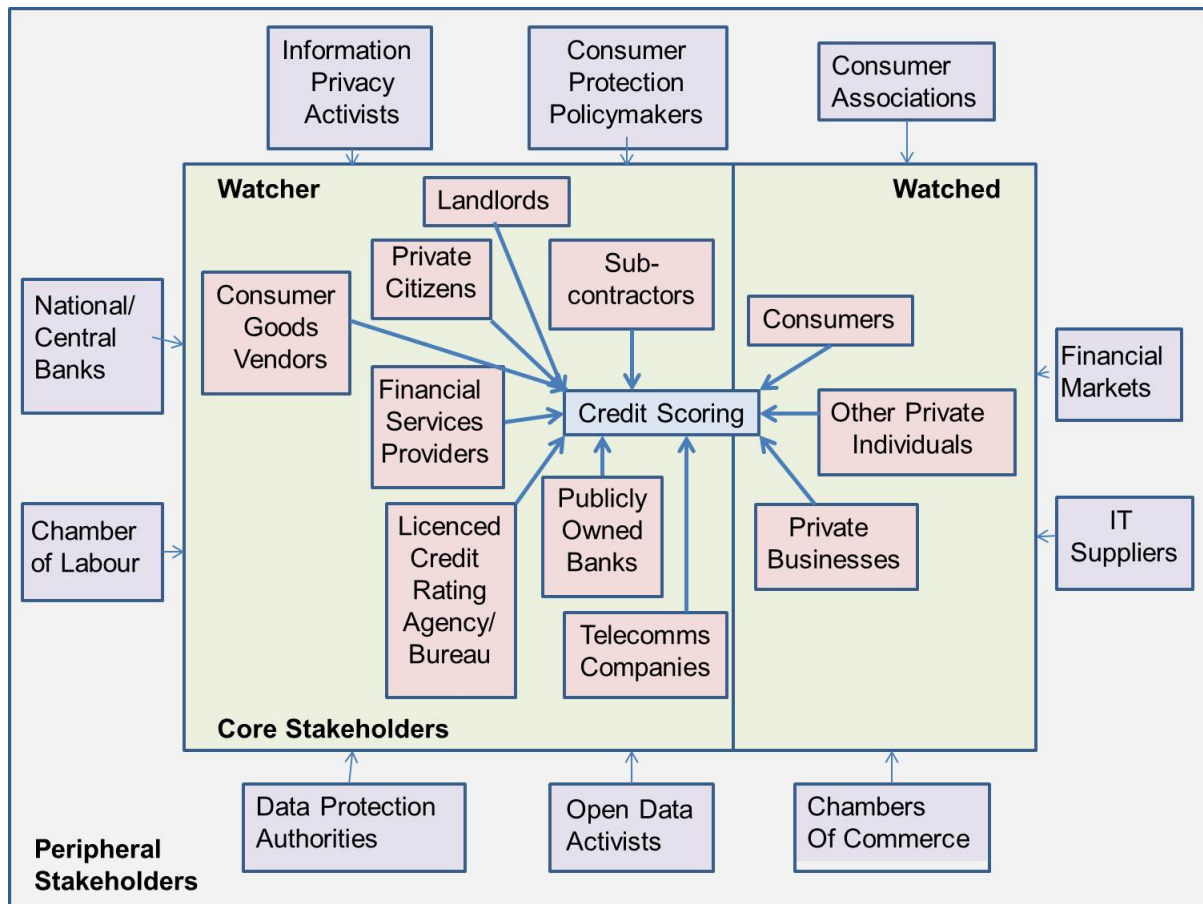 Information
Privacy
Activists
Consumer
Protection
Policymakers
Consumer
Associations
Watcher
Watched
Landlords
Private
Citizens
Sub-
contractors
Consumer
Goods
Vendors
Consumers
National/
Central
Banks
Financial
Markets
Financial
Services
Providers
Credit Scoring
Other Private
Individuals
Chamber
of Labour
Licenced
Credit
Rating
Agency/
Bureau
Publicly
Owned
Banks
Private
Businesses
IT
Suppliers
Telecomms
Companies
Core Stakeholders
Data Protection
Authorities
Open Data
Activists
Chambers
Of Commerce
Peripheral
Stakeholders